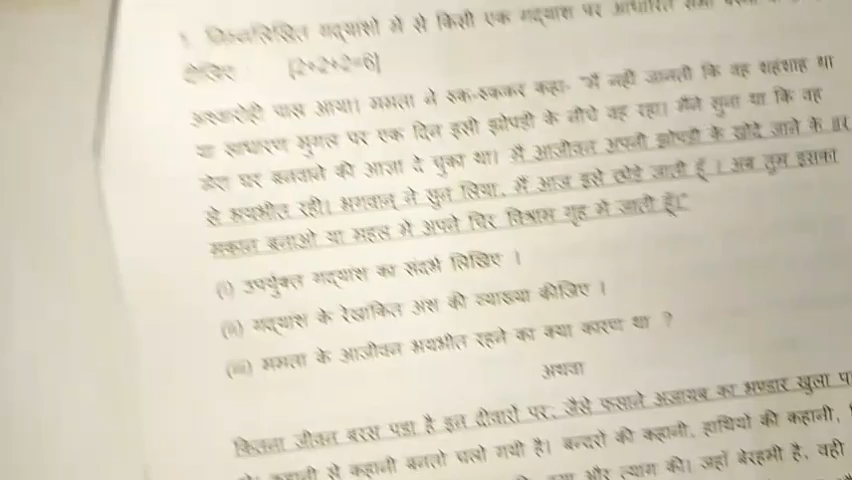 १ निम्नलिखित गद्यांशों में से किसी एक गद्यांश पर आधारित सभी
दीजिए [2+2+2=6]
अश्वारोही पास आया। ममता ने रुक-रुककर कहा- "मैं नहीं जानती कि वह शहंशाह था
या साधारण मुगल पर एक दिन इसी झोपड़ी के नीचे वह रहा। मैंने सुना था कि वह
मेरा घर बनवाने की आज्ञा दे चुका था। मैं आजीवन अपनी झोपड़ी के खोदे जाने के डर
से भयभीत रही। भगवान् ने सुन लिया, मैं आज इसे छोड़े जाती हूँ । अब तुम इसका
मकान बनाओ या महल मैं अपने चिर विश्राम गृह में जाती हूँ।"
(i) उपर्युक्त गद्यांश का संदर्भ लिखिए ।
(ii) गद्यांश के रेखांकित अंश की व्याख्या कीजिए ।
(iii) ममता के आजीवन भयभीत रहने का क्या कारण था ?
अथवा
कितना जीवन बरस पड़ा है इन दीवारों पर, जैसे फसाने अजायब का भण्डार खुला
कहानी से कहानी बनती चली गयी है। बन्दरों की कहानी, हाथियों की कहानी,
और त्याग की। जहाँ बेरहमी है, वही